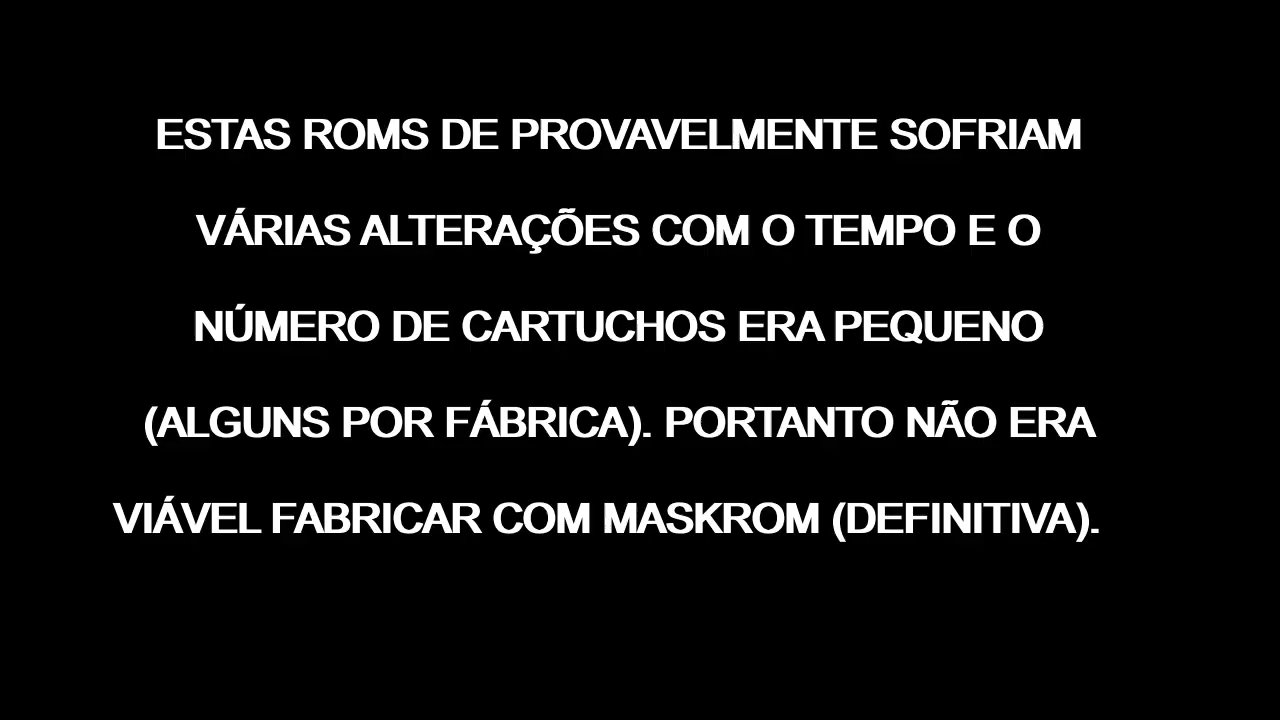 ESTAS ROMS DE PROVAVELMENTE SOFRIAM
VÁRIAS ALTERAÇÕES COM O TEMPO E O
NÚMERO DE CARTUCHOS ERA PEQUENO
(ALGUNS POR FÁBRICA). PORTANTO NÃO ERA
VIÁVEL FABRICAR COM MASKROM (DEFINITIVA).